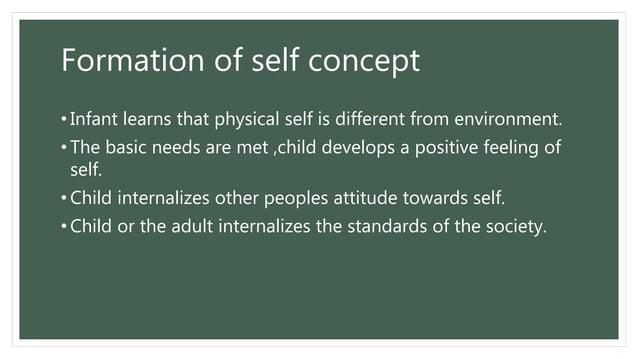 Formation of self concept
• Infant learns that physical self is different from environment.
• The basic needs are met ,child develops a positive feeling of
self.
• Child internalizes other peoples attitude towards self.
• Child or the adult internalizes the standards of the society.